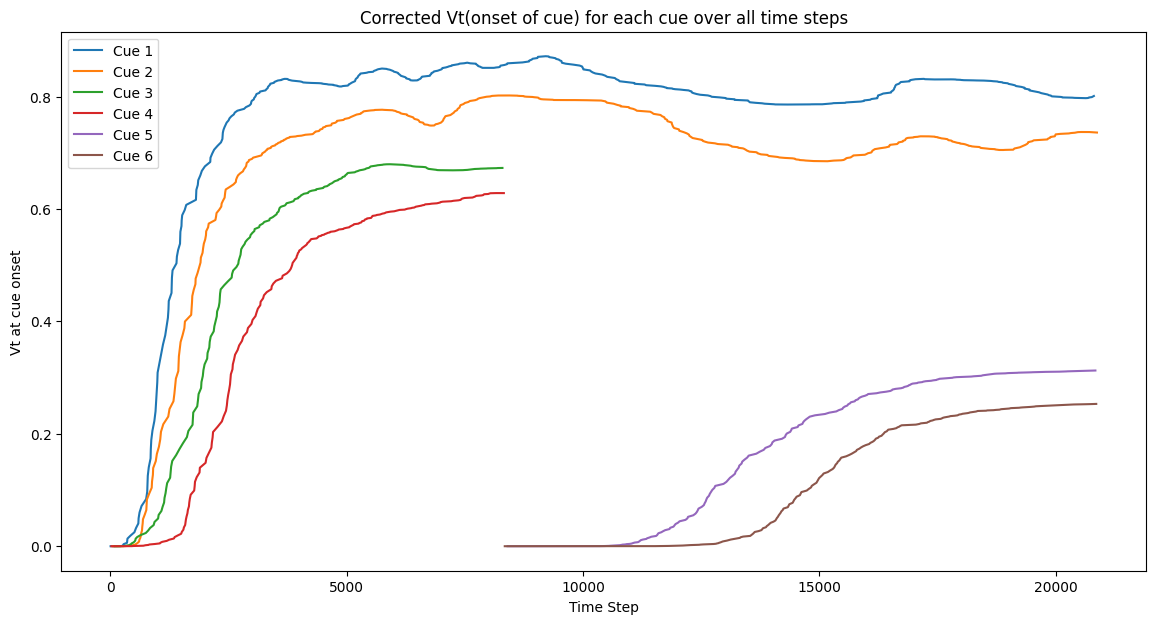 Corrected Vt(onset of cue) for each cue over all time steps
Cue 1
Cue 2
Cue 3
Cue 4
Cue 5
Cue 6
0.8
0.6
0.4
0.2
0.0
Vt at cue onset
0
5000
10000
15000
20000
Time Step